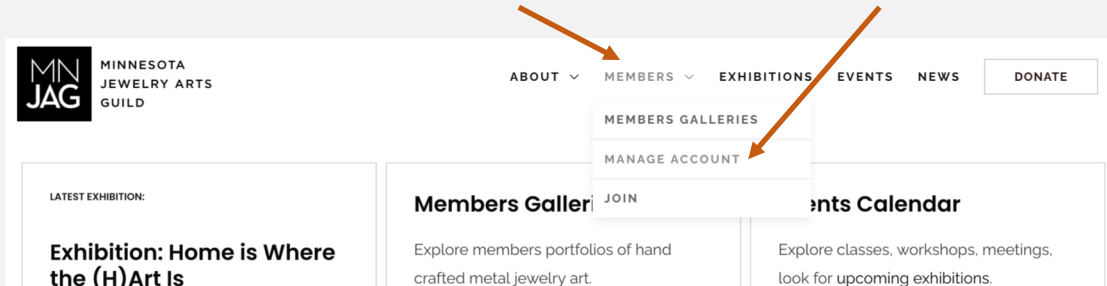 MN
JAG
MINNESOTA
JEWELRY ARTS
GUILD
ABOUT MEMBERS EXHIBITIONS EVENTS NEWS DONATE
MEMBERS GALLERIES
MANAGE ACCOUNT
JOIN
LATEST EXHIBITION:
Exhibition: Home is Where
the (H)Art Is
Members Galleri
Explore members portfolios of hand
crafted metal jewelry art.
ents Calendar
Explore classes, workshops, meetings,
look for upcoming exhibitions.